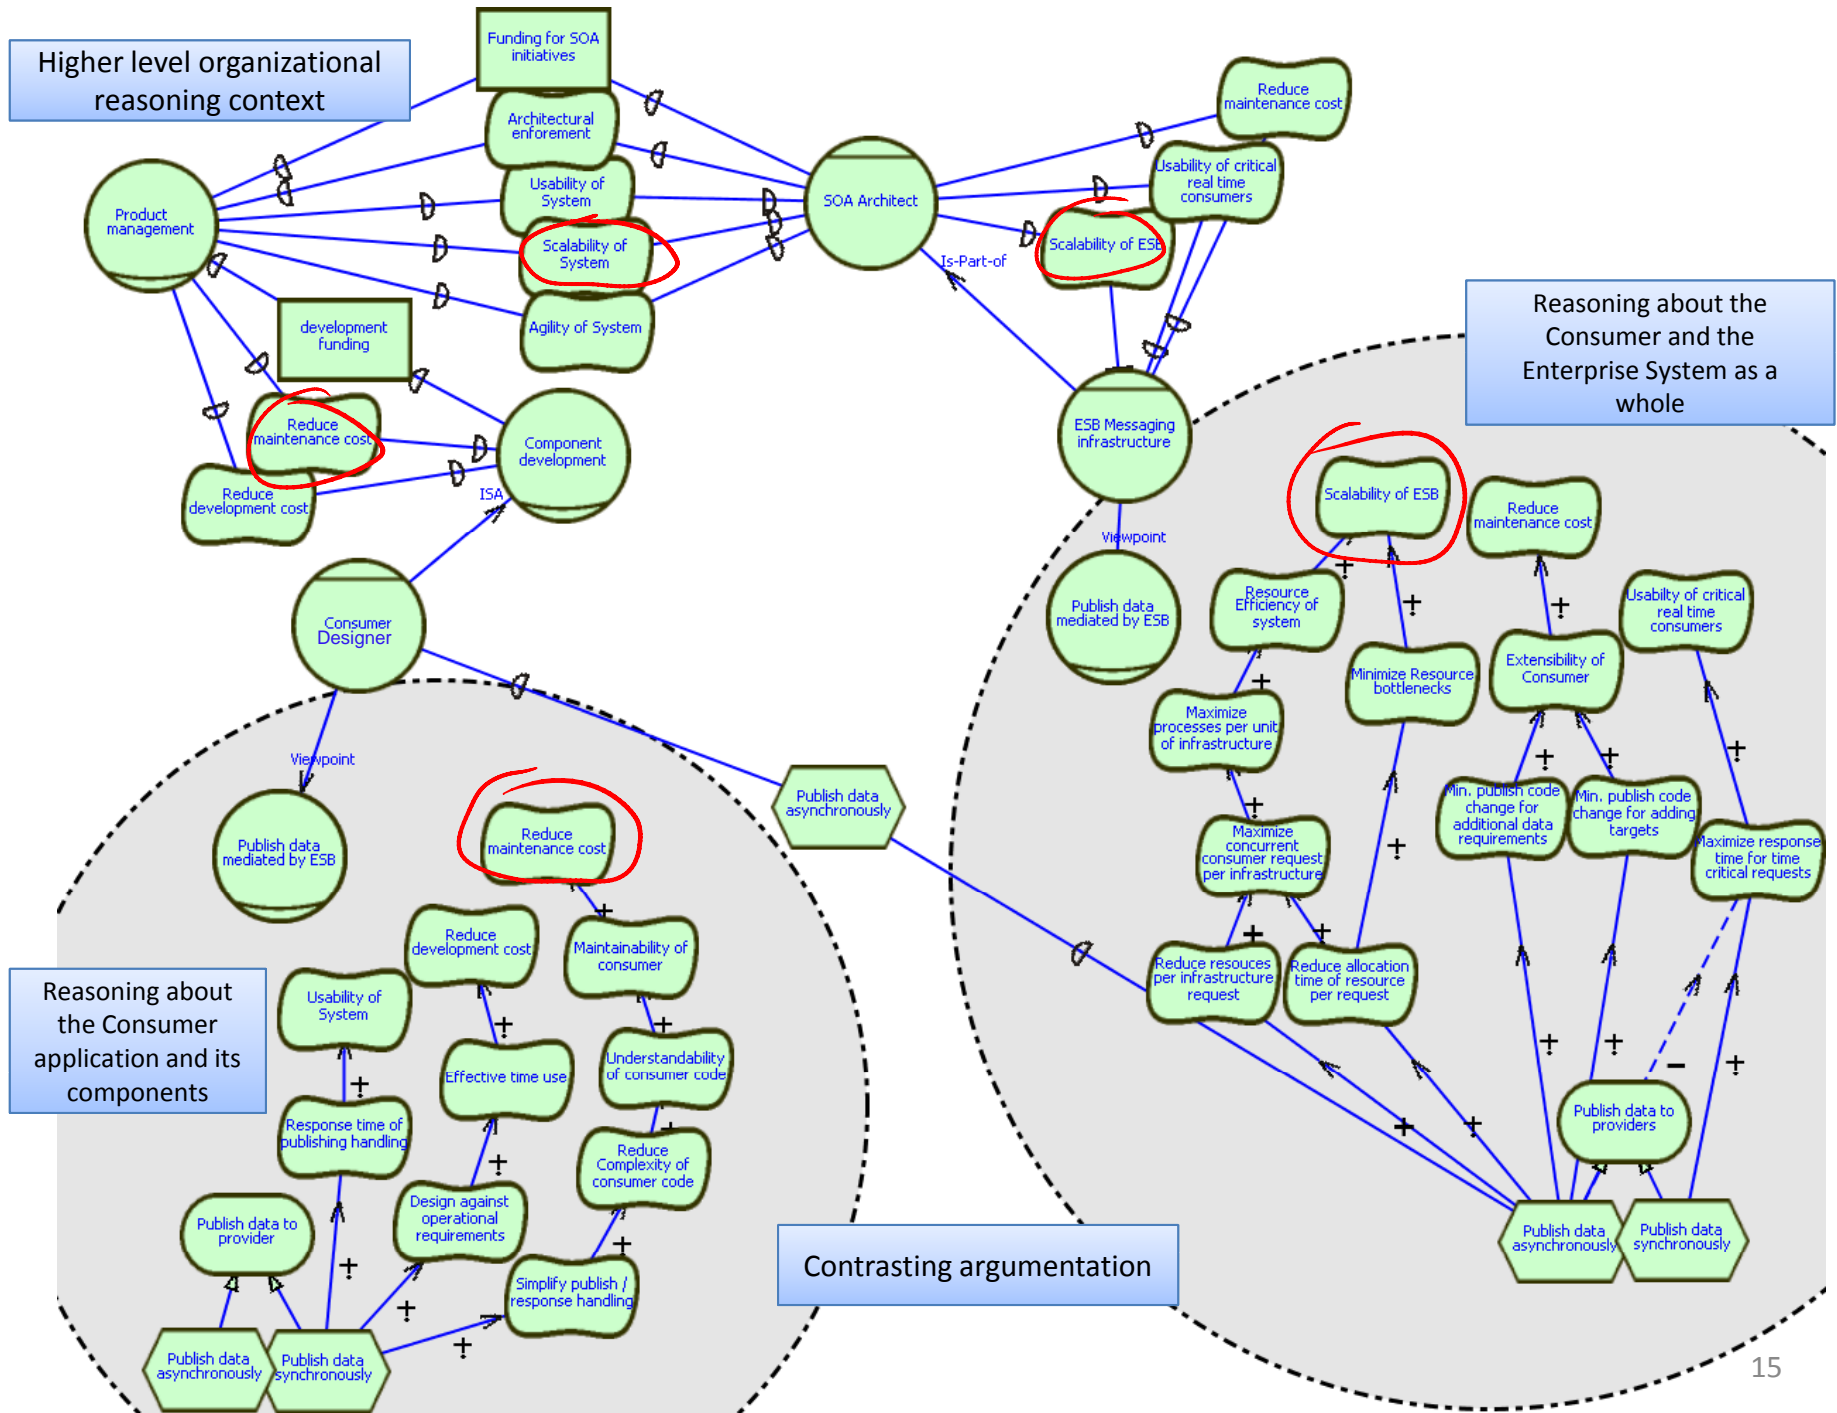 Higher level organizational
reasoning context
Funding for SOA
initiatives
Architectural
enforement
Usability of
System
Scalability of
System
Agility of System
Product
management
SOA Architect
Reduce
maintenance cost
Usability of critical
real time
consumers
Scalability of ESB
Is-Part-of
development
funding
Reduce
maintenance cost
Reduce
development cost
Component
development
ISA
ESB Messaging
infrastructure
Viewpoint
Publish data
mediated by ESB
Reasoning about the
Consumer and the
Enterprise System as a
whole
Scalability of ESB
Reduce
maintenance cost
Resource
Efficiency of
system
Usabilty of critical
real time
consumers
Minimize Resource
bottlenecks
Extensibility of
Consumer
Maximize
processes per unit
of infrastructure
Min. publish code
change for
additional data
requirements
Min. publish code
change for adding
targets
Maximize response
time for time
critical requests
Maximize
concurrent
consumer request
per infrastructure
Reduce resouces
per infrastructure
request
Reduce allocation
time of resource
per request
Publish data to
providers
Publish data
asynchronously
Publish data
synchronously
Consumer
Designer
Viewpoint
Publish data
mediated by ESB
Publish data
asynchronously
Reduce
maintenance cost
Reduce
development cost
Maintainability of
consumer
Reasoning about
the Consumer
application and its
components
Usability of
System
Effective time use
Understandability
of consumer code
Response time of
publishing handling
Reduce
Complexity of
consumer code
Design against
operational
requirements
Publish data to
provider
Simplify publish /
response handling
Publish data
asynchronously
Publish data
synchronously
Contrasting argumentation
15